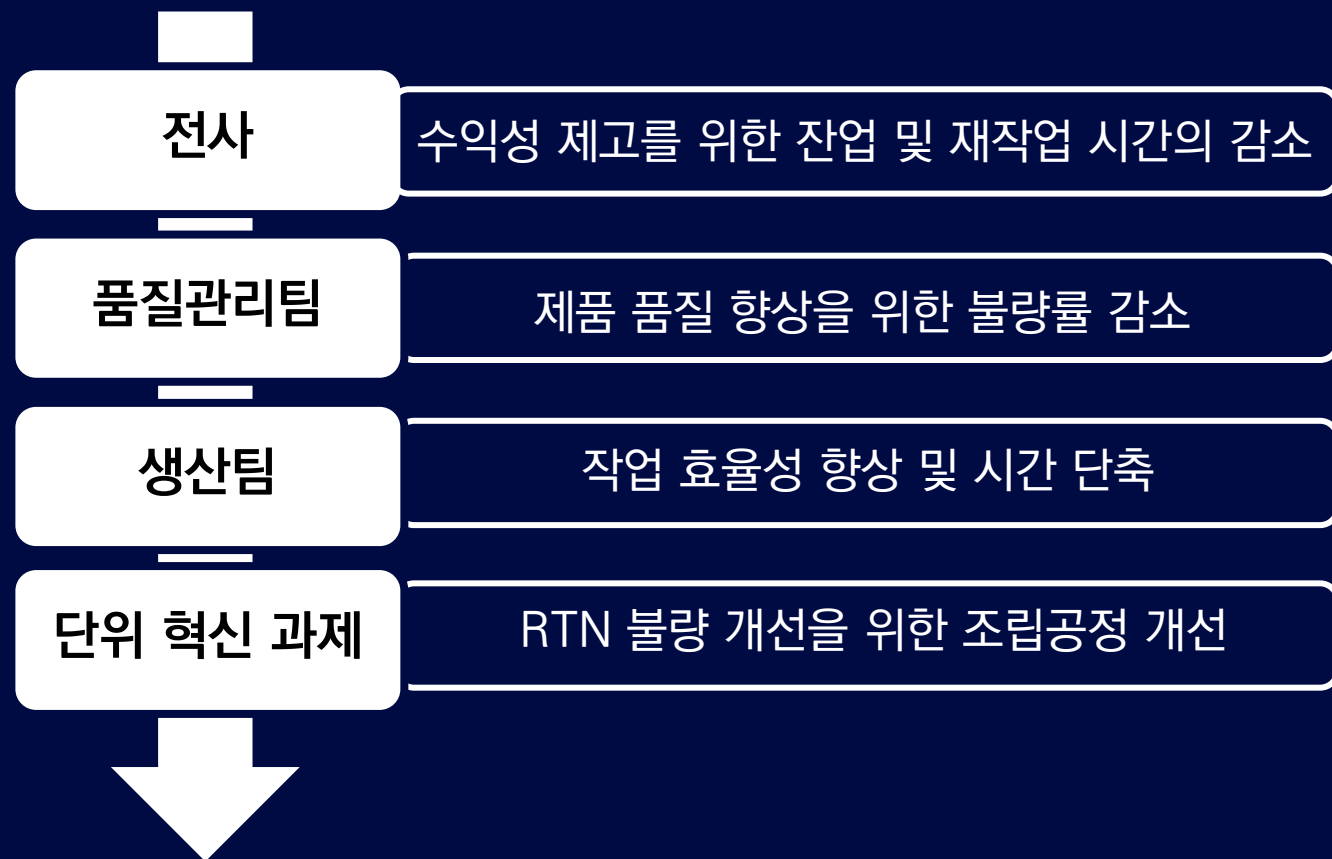 전사
수익성 제고를 위한 잔업 및 재작업 시간의 감소
품질관리팀
제품 품질 향상을 위한 불량률 감소
생산팀
작업 효율성 향상 및 시간 단축
단위 혁신 과제
RTN 불량 개선을 위한 조립공정 개선